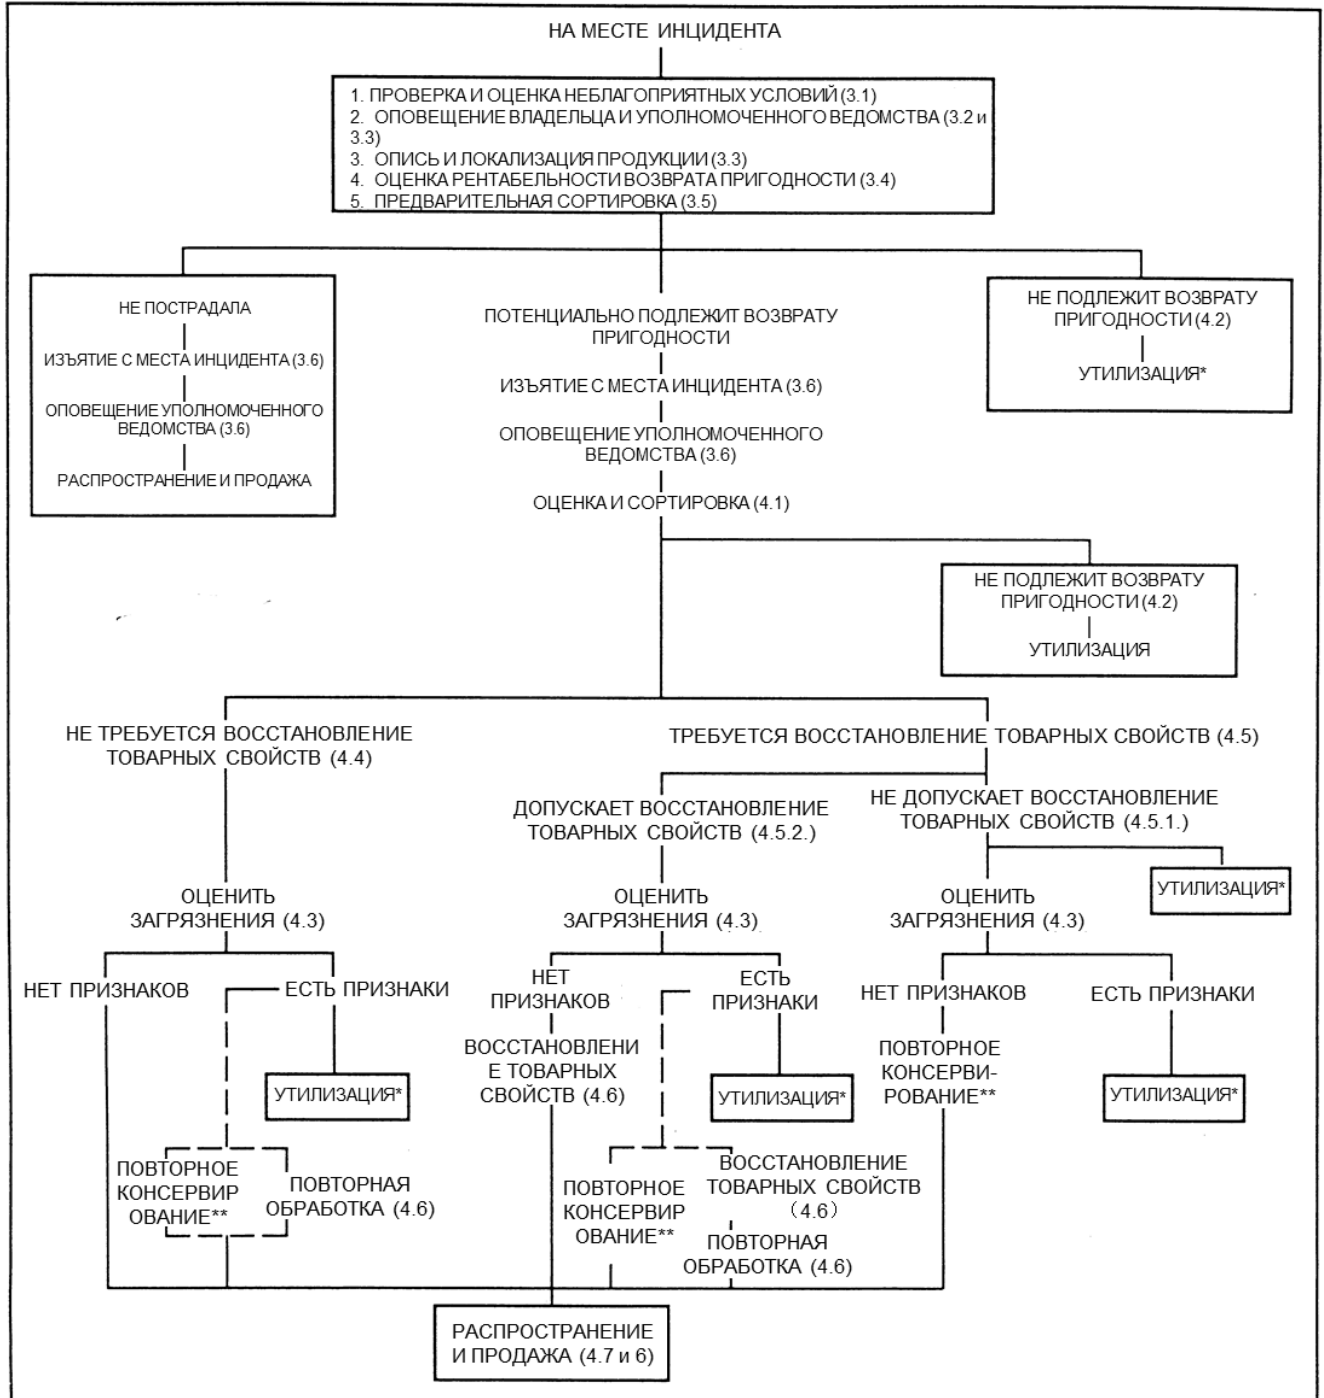 НА МЕСТЕ ИНЦИДЕНТА
1. ПРОВЕРКА И ОЦЕНКА НЕБЛАГОПРИЯТНЫХ УСЛОВИЙ (3.1)
2. ОПОВЕЩЕНИЕ ВЛАДЕЛЬЦА И УПОЛНОМОЧЕННОГО ВЕДОМСТВА (3.2 и
3.3)
3. ОПИСЬ И ЛОКАЛИЗАЦИЯ ПРОДУКЦИИ (3.3)
4. ОЦЕНКА РЕНТАБЕЛЬНОСТИ ВОЗВРАТА ПРИГОДНОСТИ (3.4)
5. ПРЕДВАРИТЕЛЬНАЯ СОРТИРОВКА (3.5)
НЕ ПОСТРАДАЛА
ИЗЪЯТИЕ С МЕСТА ИНЦИДЕНТА (3.6)
ОПОВЕЩЕНИЕ УПОЛНОМОЧЕННОГО
ВЕДОМСТВА (3.6)
РАСПРОСТРАНЕНИЕ И ПРОДАЖА
ПОТЕНЦИАЛЬНО ПОДЛЕЖИТ ВОЗВРАТУ
ПРИГОДНОСТИ
ИЗЪЯТИЕ С МЕСТА ИНЦИДЕНТА (3.6)
ОПОВЕЩЕНИЕ УПОЛНОМОЧЕННОГО
ВЕДОМСТВА (3.6)
ОЦЕНКА И СОРТИРОВКА (4.1)
НЕ ПОДЛЕЖИТ ВОЗВРАТУ
ПРИГОДНОСТИ (4.2)
УТИЛИЗАЦИЯ*
НЕ ПОДЛЕЖИТ ВОЗВРАТУ
ПРИГОДНОСТИ (4.2)
УТИЛИЗАЦИЯ
НЕ ТРЕБУЕТСЯ ВОССТАНОВЛЕНИЕ
ТОВАРНЫХ СВОЙСТВ (4.4)
ТРЕБУЕТСЯ ВОССТАНОВЛЕНИЕ ТОВАРНЫХ СВОЙСТВ (4.5)
ДОПУСКАЕТ ВОССТАНОВЛЕНИЕ
ТОВАРНЫХ СВОЙСТВ (4.5.2.)
НЕ ДОПУСКАЕТ ВОССТАНОВЛЕНИЕ
ТОВАРНЫХ СВОЙСТВ (4.5.1.)
УТИЛИЗАЦИЯ*
ОЦЕНИТЬ
ЗАГРЯЗНЕНИЯ (4.3)
ОЦЕНИТЬ
ЗАГРЯЗНЕНИЯ (4.3)
ОЦЕНИТЬ
ЗАГРЯЗНЕНИЯ (4.3)
НЕТ ПРИЗНАКОВ
ЕСТЬ ПРИЗНАКИ
НЕТ
ПРИЗНАКОВ
ЕСТЬ
ПРИЗНАКИ
НЕТ ПРИЗНАКОВ
ЕСТЬ ПРИЗНАКИ
УТИЛИЗАЦИЯ*
ВОССТАНОВЛЕНИ
Е ТОВАРНЫХ
СВОЙСТВ (4.6)
УТИЛИЗАЦИЯ*
ПОВТОРНОЕ
КОНСЕРВИ-
РОВАНИЕ**
УТИЛИЗАЦИЯ*
ПОВТОРНОЕ
КОНСЕРВИР
ОВАНИЕ**
ПОВТОРНАЯ
ОБРАБОТКА (4.6)
ПОВТОРНОЕ
КОНСЕРВИР
ОВАНИЕ**
ВОССТАНОВЛЕНИЕ
ТОВАРНЫХ СВОЙСТВ
(4.6)
ПОВТОРНАЯ
ОБРАБОТКА (4.6)
РАСПРОСТРАНЕНИЕ
И ПРОДАЖА (4.7 и 6)